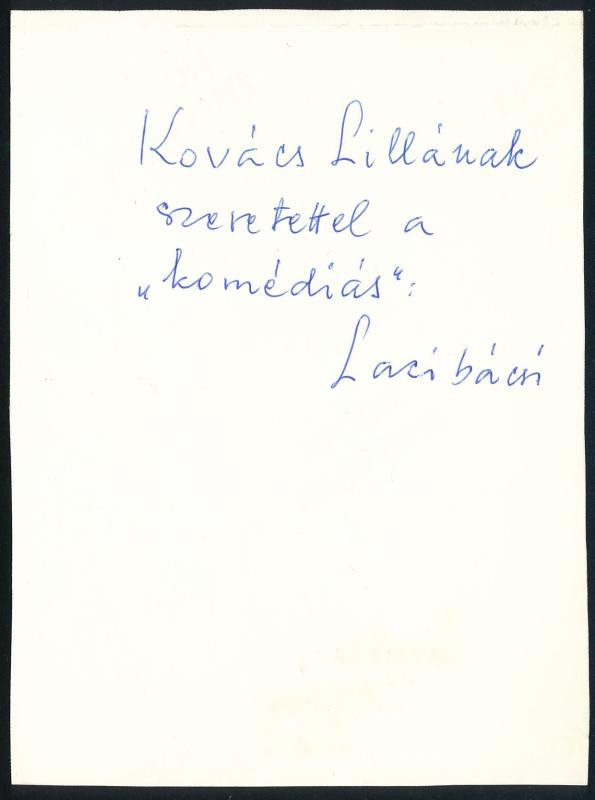 Kovács Lillának
szeretettel a
„komédiás":
Laci bácsi